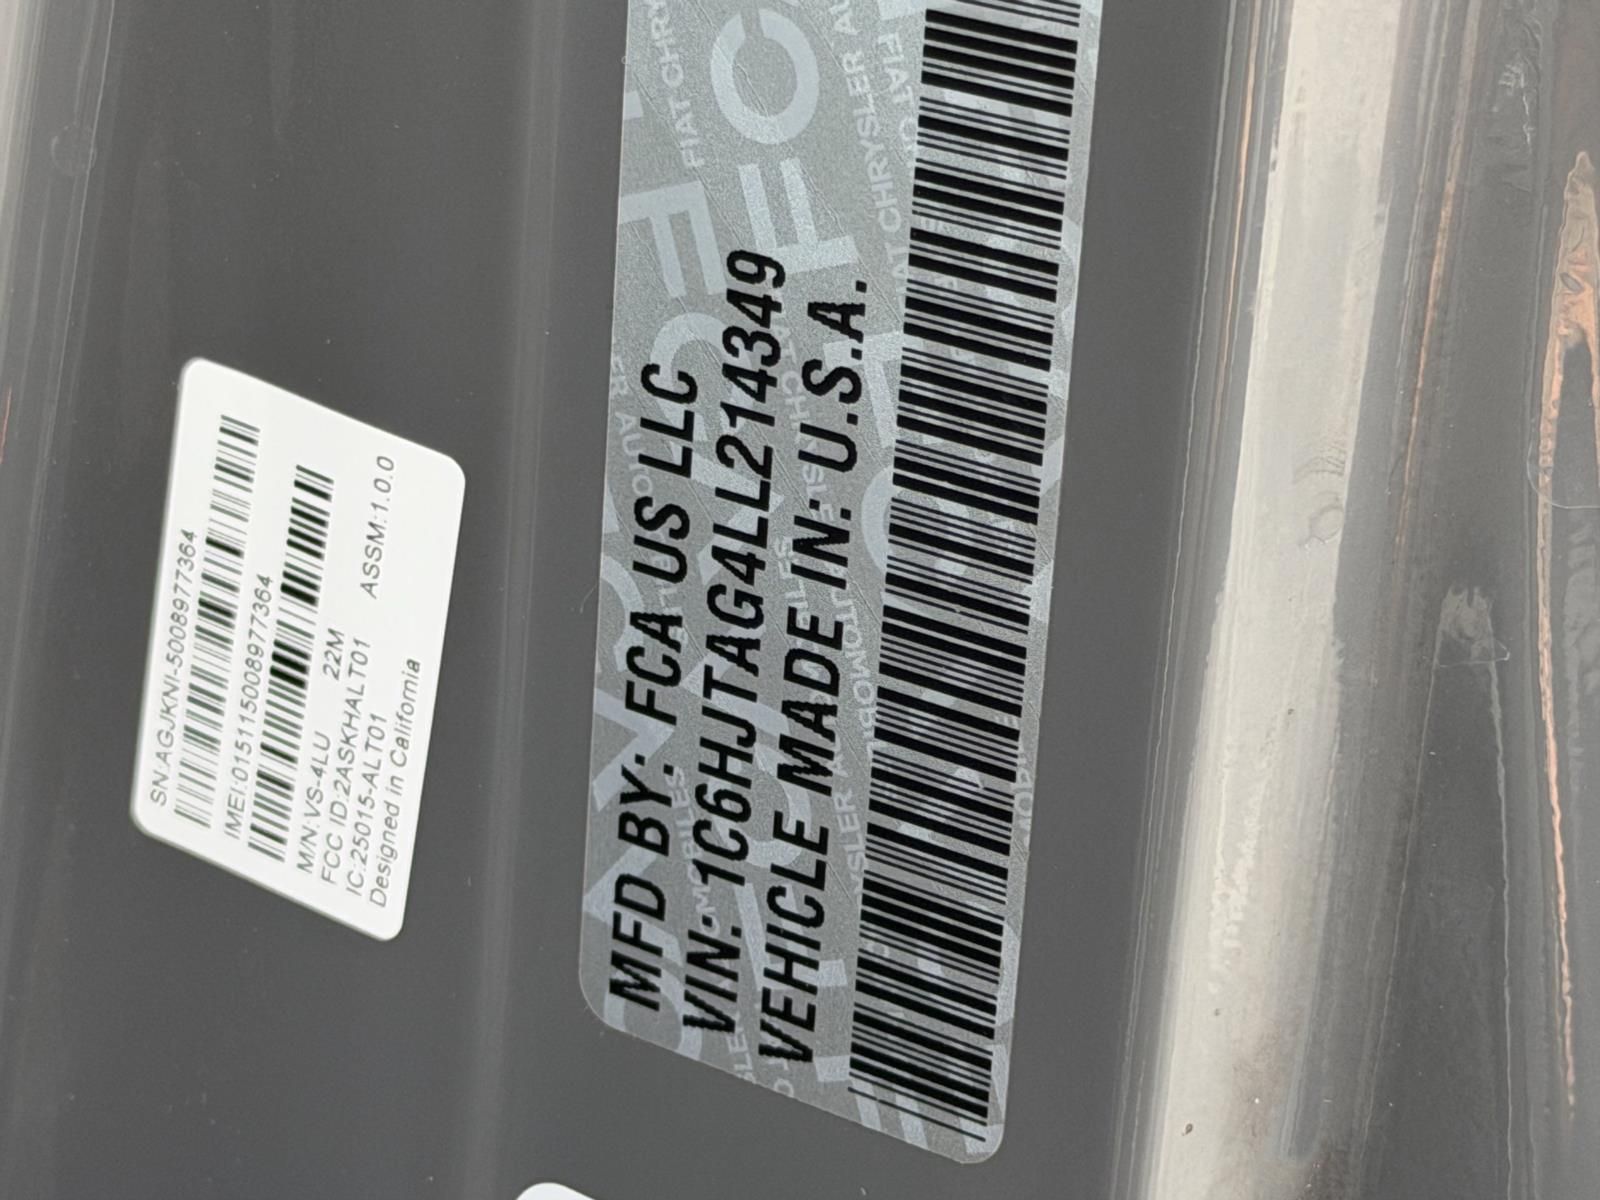 SN:AGJKNI-5008977364
IMEI:015115008977364
M/N:VS-4LU 22M
FCC ID:2ASKHALT01
IC:25015-ALT01 ASSM:1.0.0
Designed in California
MFD BY: FCA US LLC
VIN: 1C6HJTAG4LL214349
VEHICLE MADE IN: U.S.A.